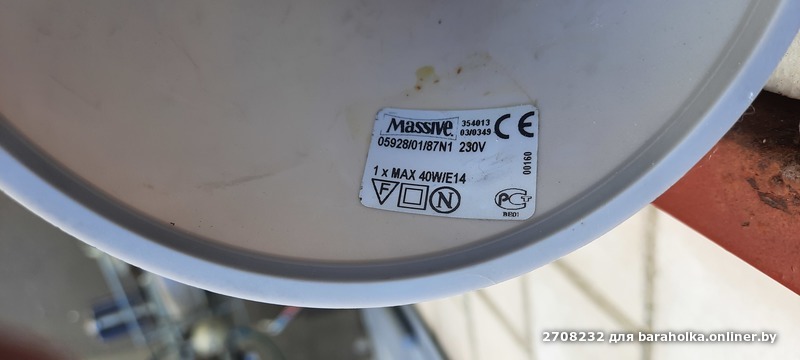 Massive 354013
03/0349 CE
05928/01/87N1 230V
00160
1 x MAX 40W/E14
F N PCT
BE01
2708232 для baraholka.onliner.by